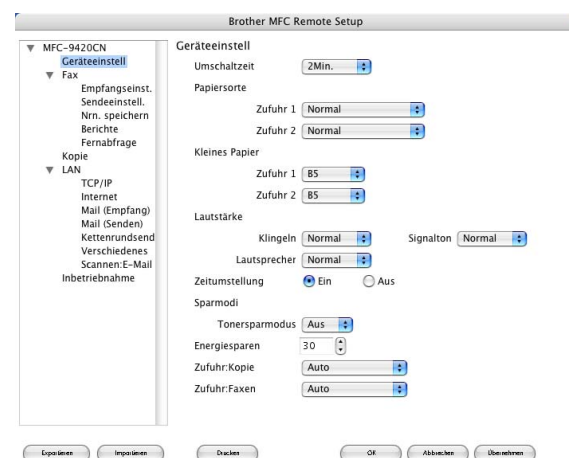 Brother MFC Remote Setup
MFC-9420CN
Geräteeinstell
Fax
Empfangseinst.
Sendeeinstell.
Nrn. speichern
Berichte
Fernabfrage
Kopie
LAN
TCP/IP
Internet
Mail (Empfang)
Mail (Senden)
Kettenrundsend
Verschiedenes
Scannen:E-Mail
Inbetriebnahme
Geräteeinstell
Umschaltzeit 2Min.
Papiersorte
Zufuhr 1 Normal
Zufuhr 2 Normal
Kleines Papier
Zufuhr 1 B5
Zufuhr 2 B5
Lautstärke
Klingeln Normal Signalton Normal
Lautsprecher Normal
Zeitumstellung Ein Aus
Sparmodi
Tonersparmodus Aus
Energiesparen 30
Zufuhr:Kopie Auto
Zufuhr:Faxen Auto
Exportieren Importieren Drucken OK Abbrechen Übernehmen